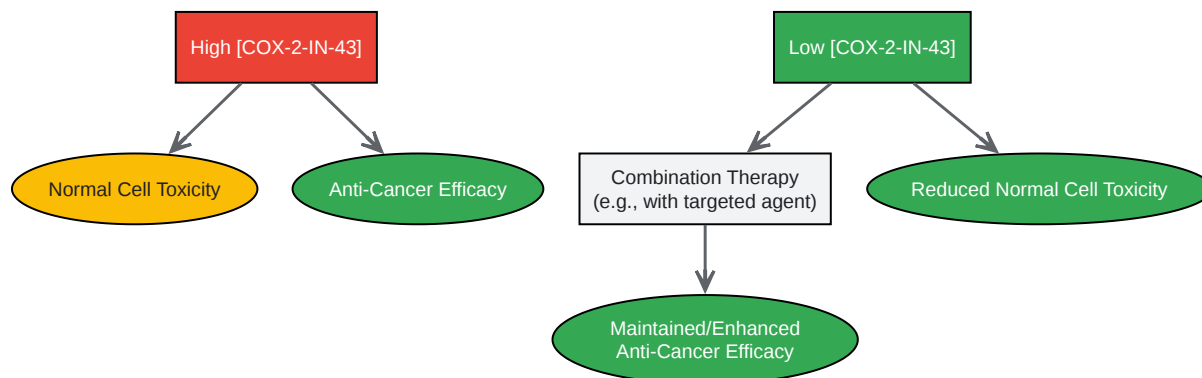 High [COX-2-IN-43]
Low [COX-2-IN-43]
Normal Cell Toxicity
Anti-Cancer Efficacy
Combination Therapy
(e.g., with targeted agent)
Reduced Normal Cell Toxicity
Maintained/Enhanced
Anti-Cancer Efficacy